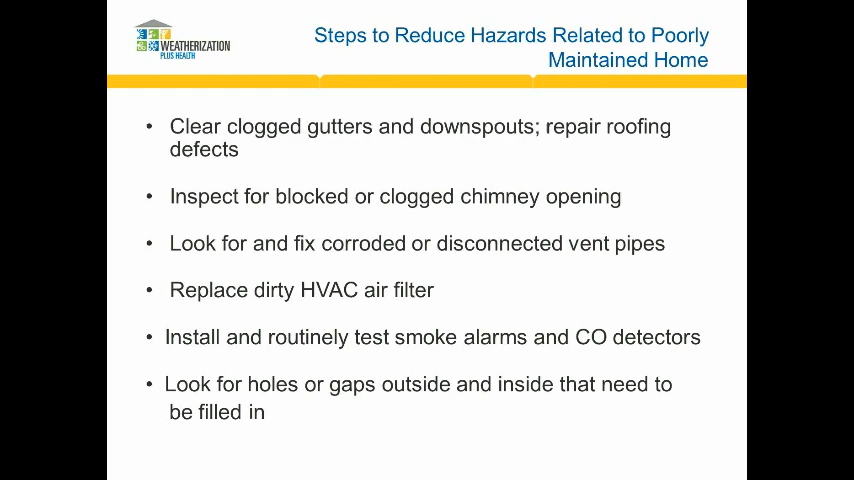 WEATHERIZATION
PLUS HEALTH
Steps to Reduce Hazards Related to Poorly
Maintained Home
• Clear clogged gutters and downspouts; repair roofing
defects
• Inspect for blocked or clogged chimney opening
• Look for and fix corroded or disconnected vent pipes
• Replace dirty HVAC air filter
• Install and routinely test smoke alarms and CO detectors
• Look for holes or gaps outside and inside that need to
be filled in